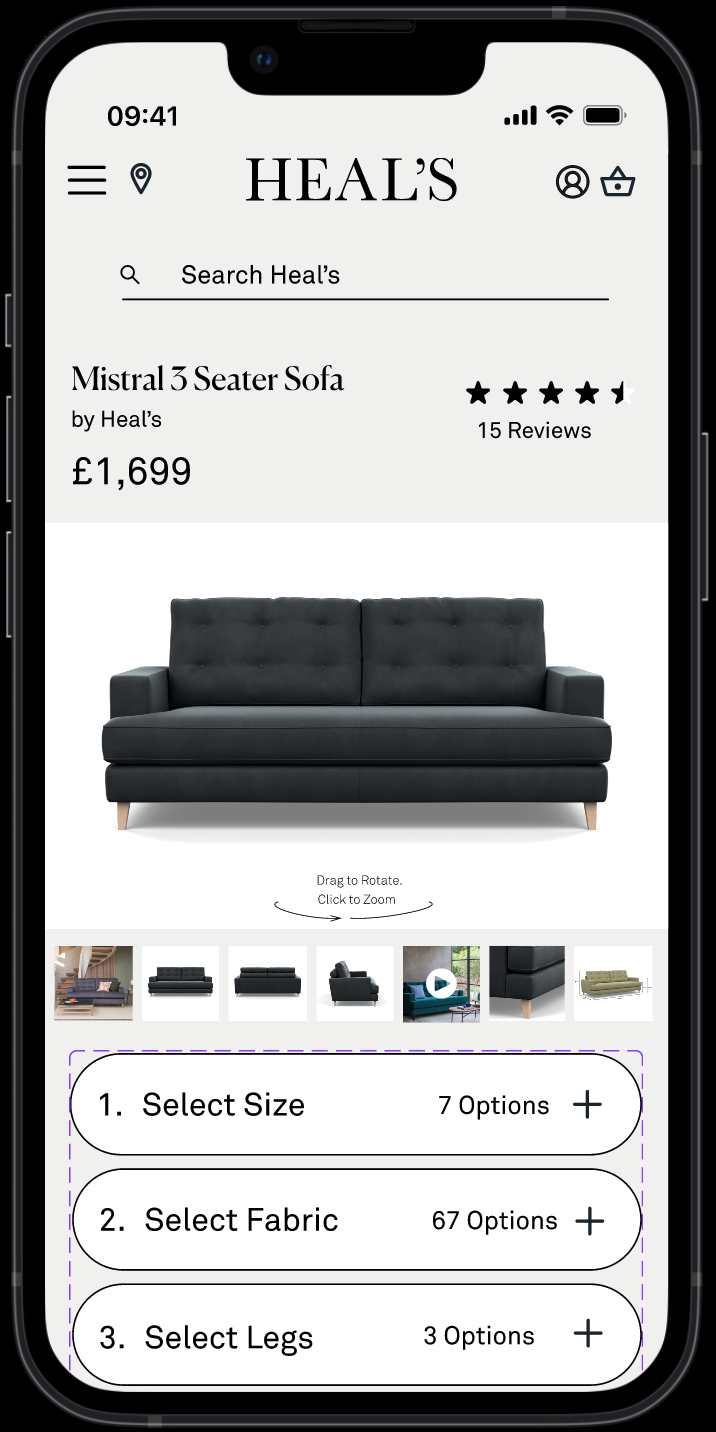 09:41
HEAL'S
Search Heal's
Mistral 3 Seater Sofa
by Heal's
15 Reviews
£1,699
Drag to Rotate.
Click to Zoom
1. Select Size 7 Options
2. Select Fabric 67 Options
3. Select Legs 3 Options